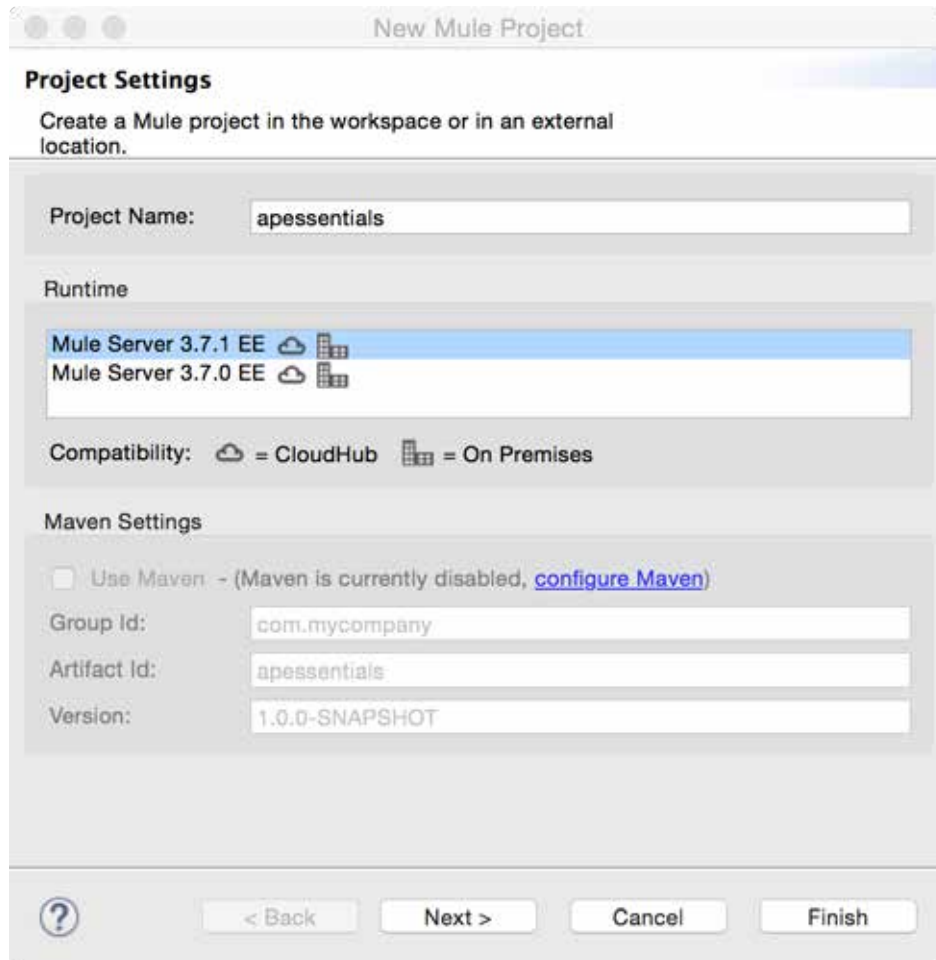 New Mule Project
Project Settings
Create a Mule project in the workspace or in an external
location.
Project Name: apessentials
Runtime
Mule Server 3.7.1 EE
Mule Server 3.7.0 EE
Compatibility: = CloudHub = On Premises
Maven Settings
Use Maven - (Maven is currently disabled, configure Maven)
Group Id: com.mycompany
Artifact Id: apessentials
Version: 1.0.0-SNAPSHOT
? < Back Next > Cancel Finish